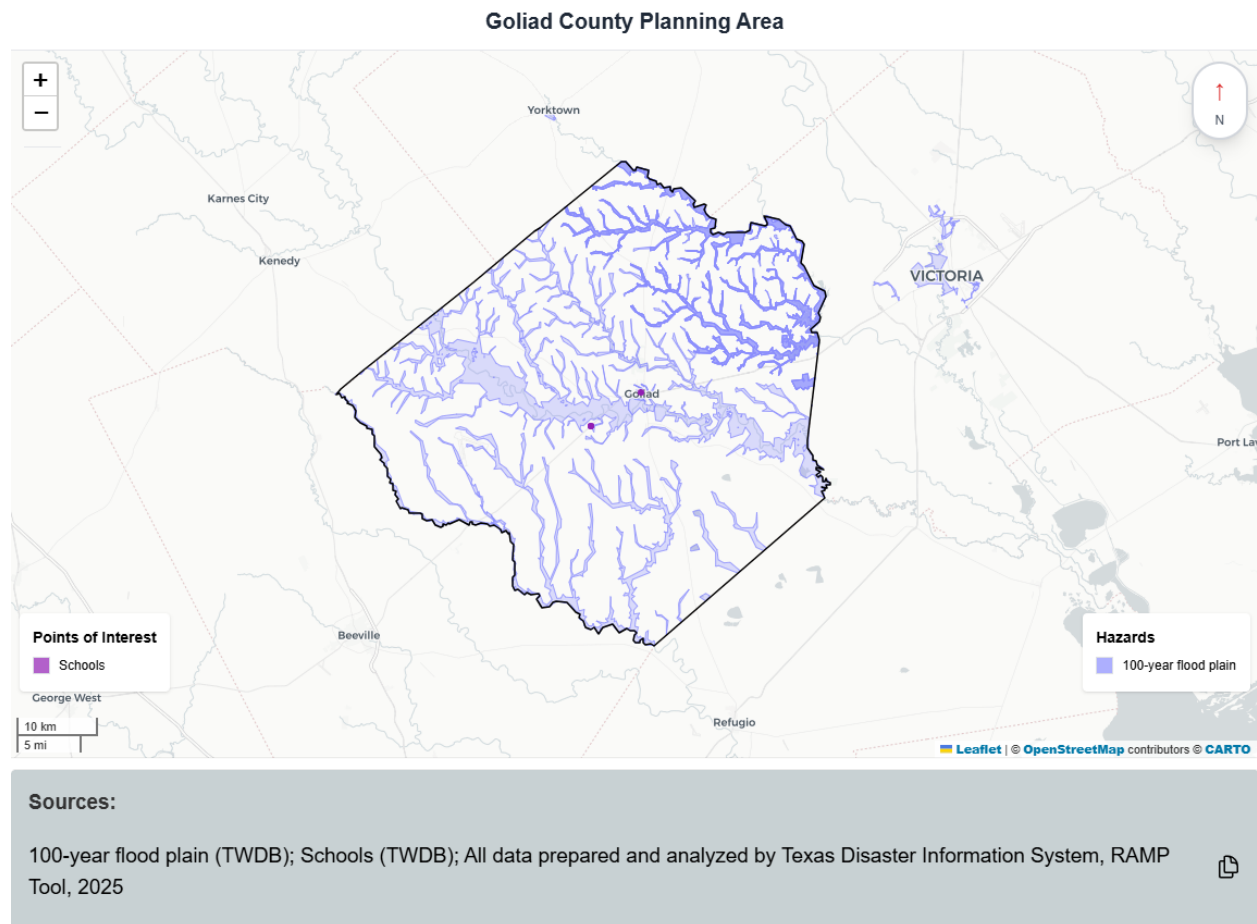 Goliad County Planning Area
+
−
↑
N
Yorktown
Karnes City
Kenedy
VICTORIA
Goliad
Port Lav
Points of Interest
Schools
Hazards
100-year flood plain
Beeville
George West
10 km
5 mi
Refugio
Leaflet | © OpenStreetMap contributors © CARTO
Sources:
100-year flood plain (TWDB); Schools (TWDB); All data prepared and analyzed by Texas Disaster Information System, RAMP
Tool, 2025